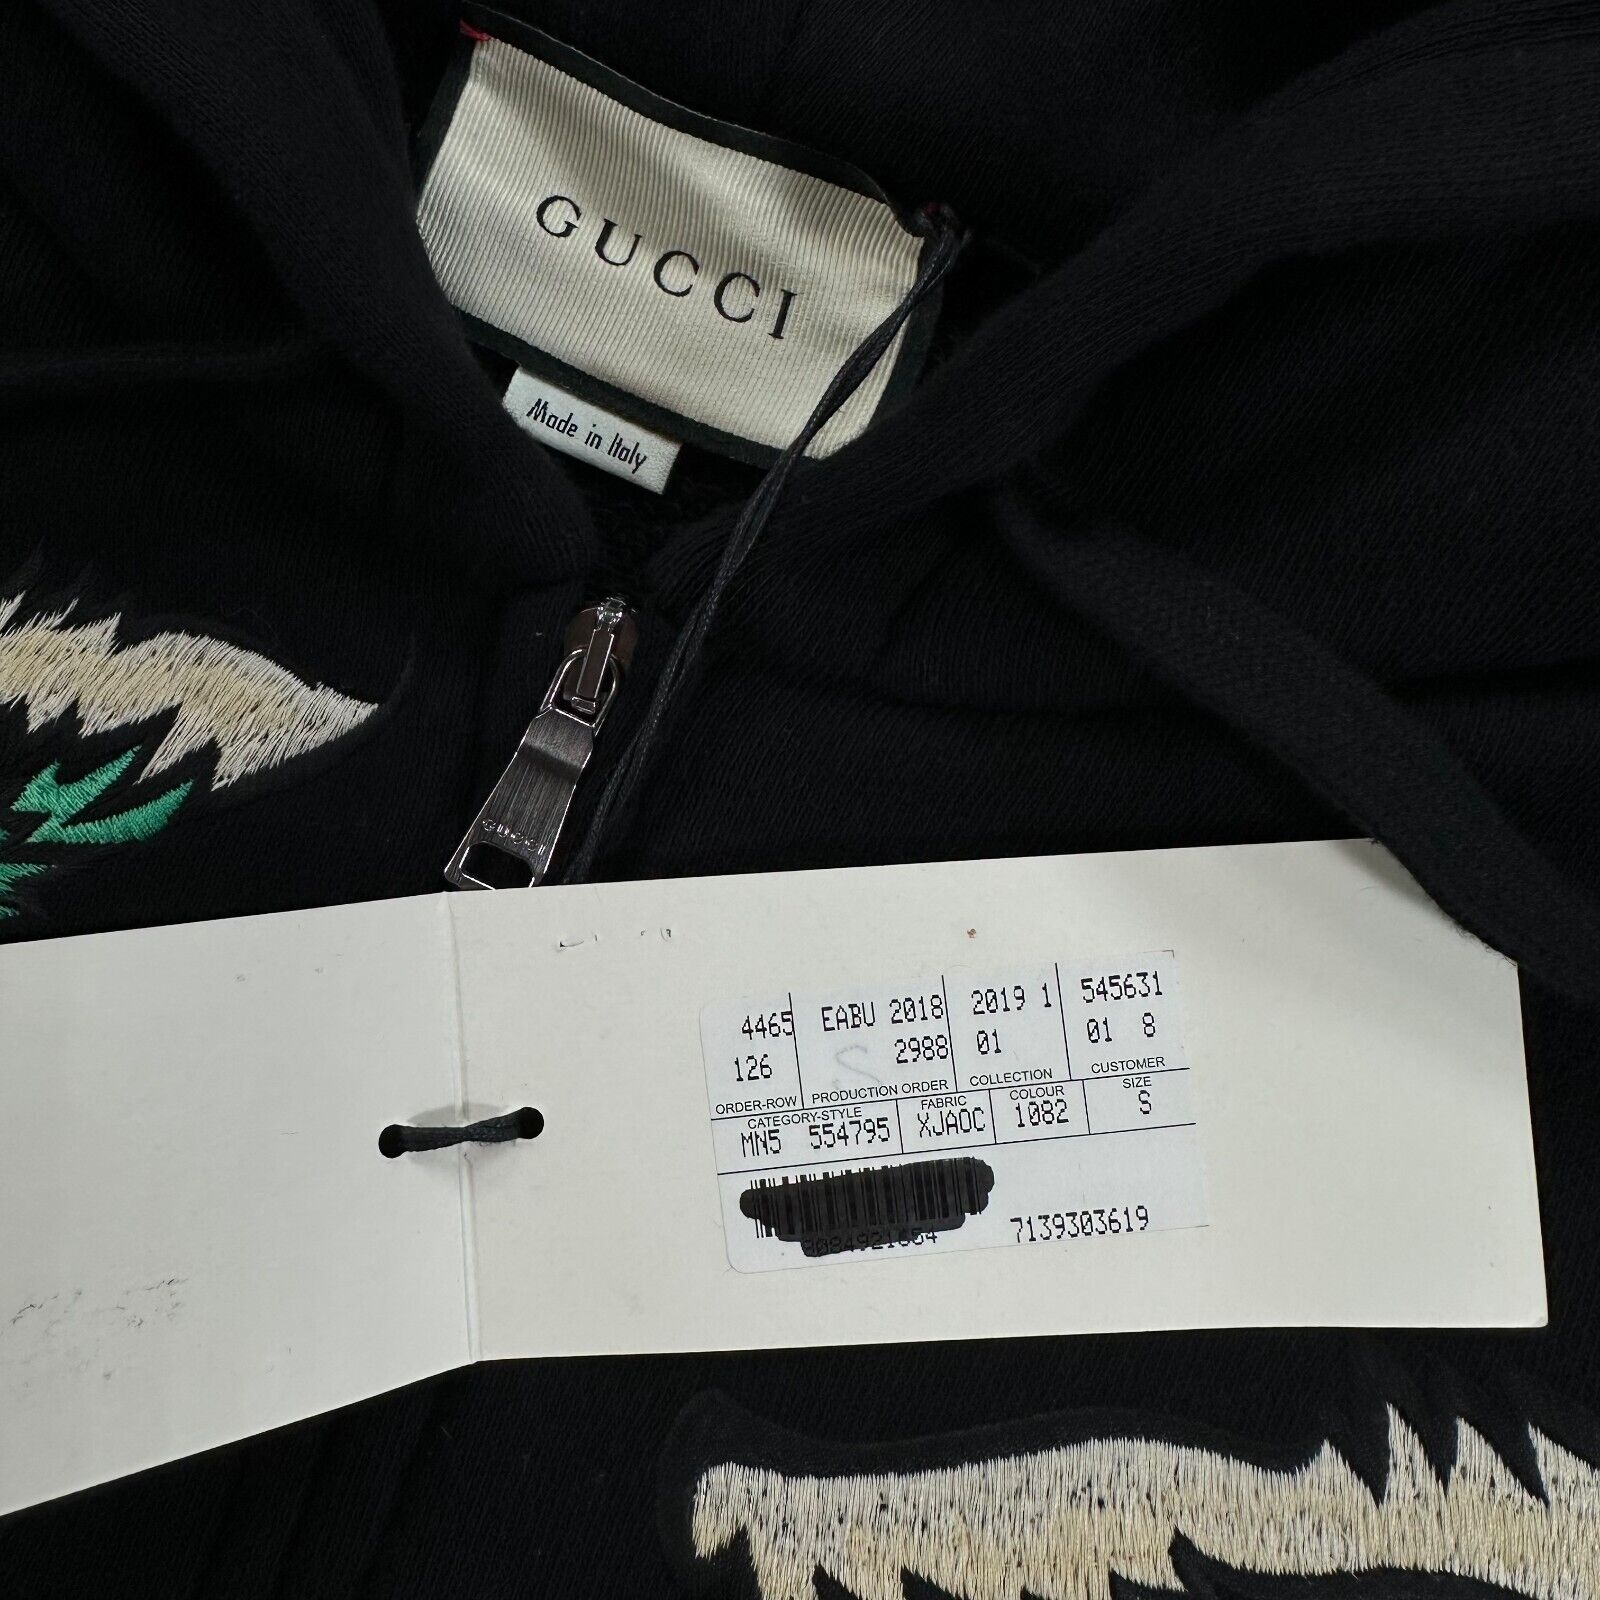 GUCCI
Made in Italy
GUCCI
4465 EABU 2018 2019 1 545631
126 2988 01 01 8
ORDER-ROW PRODUCTION ORDER COLLECTION CUSTOMER
CATEGORY-STYLE FABRIC COLOUR SIZE
MN5 554795 XJAOC 1082 S
7139303619